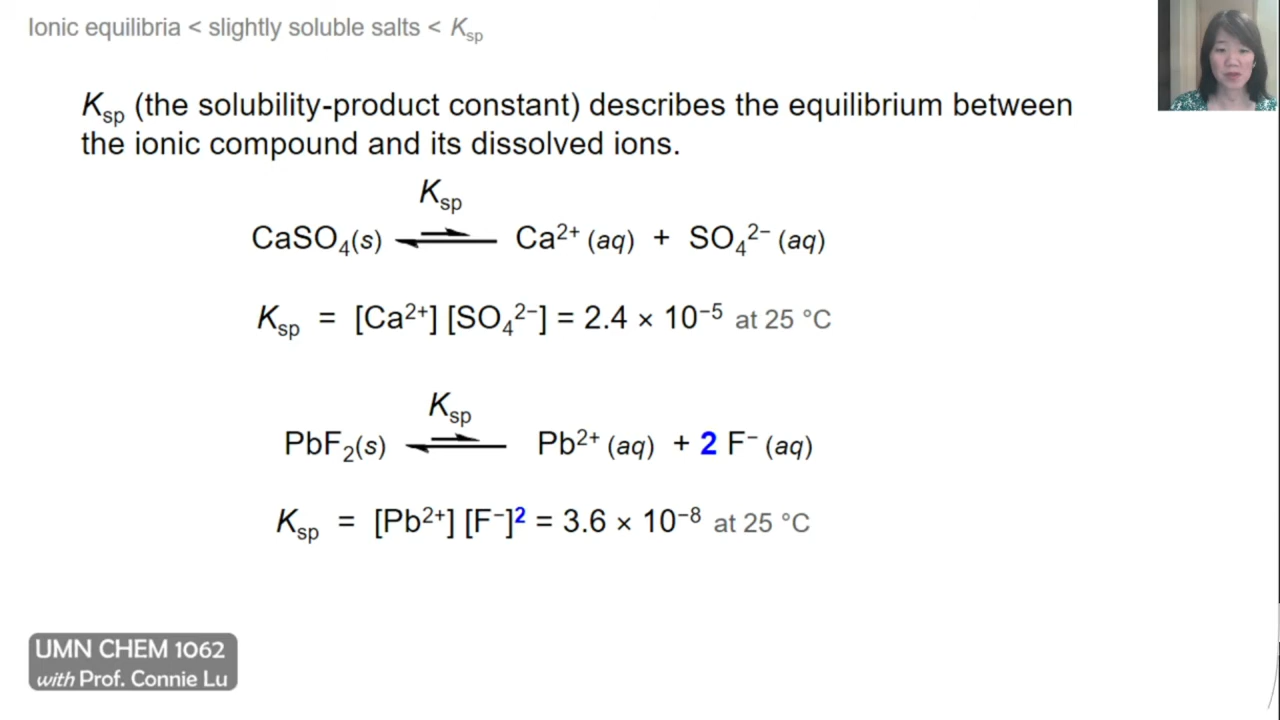 Ionic equilibria < slightly soluble salts < Ksp
Ksp (the solubility-product constant) describes the equilibrium between
the ionic compound and its dissolved ions.
Ksp
CaSO₄(s) ⇌ Ca²⁺ (aq) + SO₄²⁻ (aq)
Ksp = [Ca²⁺] [SO₄²⁻] = 2.4 × 10⁻⁵ at 25 °C
Ksp
PbF₂(s) ⇌ Pb²⁺ (aq) + 2 F⁻ (aq)
Ksp = [Pb²⁺] [F⁻]² = 3.6 × 10⁻⁸ at 25 °C
UMN CHEM 1062
with Prof. Connie Lu